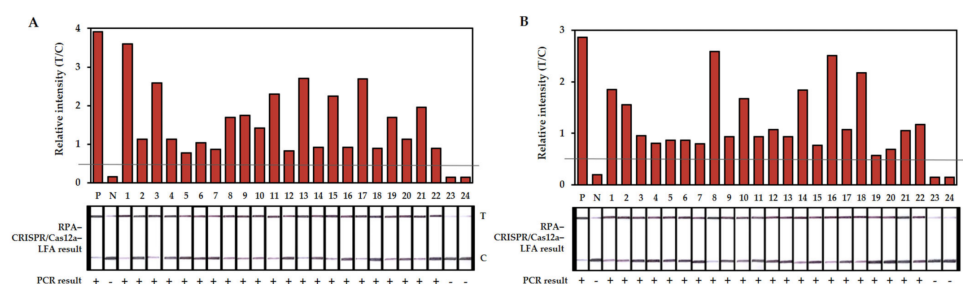 A
Relative intensity (T/C)
4
3
2
1
0
P N 1 2 3 4 5 6 7 8 9 10 11 12 13 14 15 16 17 18 19 20 21 22 23 24
RPA–
CRISPR/Cas12a–
LFA result
T
C
PCR result + - + + + + + + + + + + + + + + + + + + + + + + - -
B
Relative intensity (T/C)
3
2
1
0
P N 1 2 3 4 5 6 7 8 9 10 11 12 13 14 15 16 17 18 19 20 21 22 23 24
RPA–
CRISPR/Cas12a–
LFA result
PCR result + - + + + + + + + + + + + + + + + + + + + + + + - -